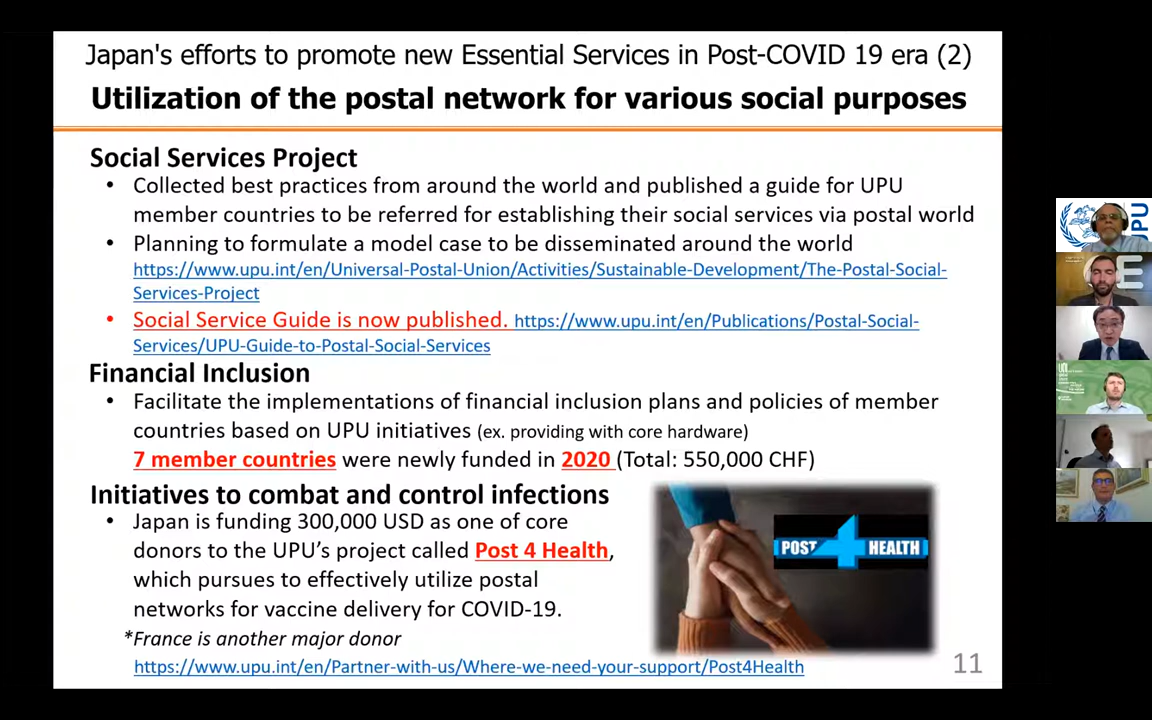 Japan's efforts to promote new Essential Services in Post-COVID 19 era (2)
Utilization of the postal network for various social purposes
Social Services Project
• Collected best practices from around the world and published a guide for UPU
member countries to be referred for establishing their social services via postal world
• Planning to formulate a model case to be disseminated around the world
https://www.upu.int/en/Universal-Postal-Union/Activities/Sustainable-Development/The-Postal-Social-
Services-Project
• Social Service Guide is now published. https://www.upu.int/en/Publications/Postal-Social-
Services/UPU-Guide-to-Postal-Social-Services
Financial Inclusion
• Facilitate the implementations of financial inclusion plans and policies of member
countries based on UPU initiatives (ex. providing with core hardware)
7 member countries were newly funded in 2020 (Total: 550,000 CHF)
Initiatives to combat and control infections
• Japan is funding 300,000 USD as one of core
donors to the UPU's project called Post 4 Health,
which pursues to effectively utilize postal
networks for vaccine delivery for COVID-19.
*France is another major donor
https://www.upu.int/en/Partner-with-us/Where-we-need-your-support/Post4Health
POST 4 HEALTH
11
UPU